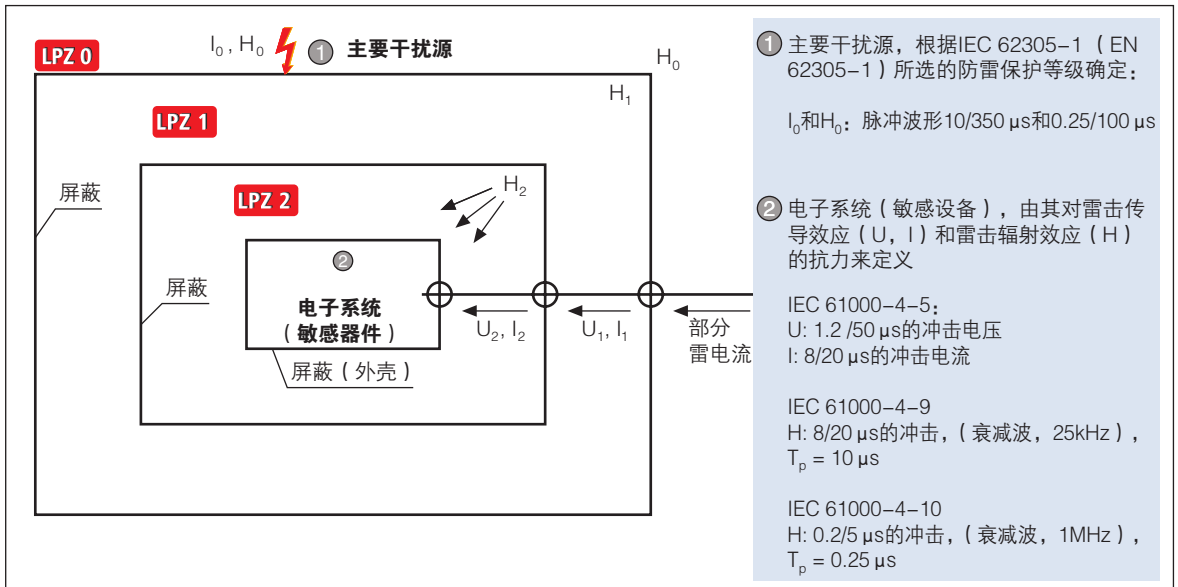 LPZ 0
I₀ , H₀
① 主要干扰源
H₀
H₁
LPZ 1
屏蔽
LPZ 2
H₂
②
屏蔽
电子系统
（敏感器件）
U₂, I₂
U₁, I₁
部分
雷电流
屏蔽（外壳）
① 主要干扰源，根据IEC 62305–1（EN
62305–1）所选的防雷保护等级确定：
I₀和H₀：脉冲波形10/350 µs和0.25/100 µs
② 电子系统（敏感设备），由其对雷击传
导效应（U，I）和雷击辐射效应（H）
的抗力来定义
IEC 61000–4–5：
U: 1.2 /50 µs的冲击电压
I: 8/20 µs的冲击电流
IEC 61000–4–9
H: 8/20 µs的冲击，（衰减波，25kHz），
Tₚ = 10 µs
IEC 61000–4–10
H: 0.2/5 µs的冲击，（衰减波，1MHz），
Tₚ = 0.25 µs